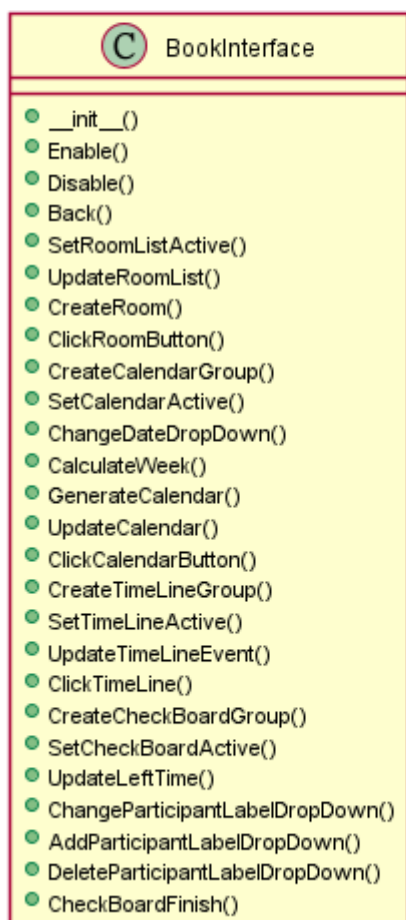 C BookInterface
__init__()
Enable()
Disable()
Back()
SetRoomListActive()
UpdateRoomList()
CreateRoom()
ClickRoomButton()
CreateCalendarGroup()
SetCalendarActive()
ChangeDateDropDown()
CalculateWeek()
GenerateCalendar()
UpdateCalendar()
ClickCalendarButton()
CreateTimeLineGroup()
SetTimeLineActive()
UpdateTimeLineEvent()
ClickTimeLine()
CreateCheckBoardGroup()
SetCheckBoardActive()
UpdateLeftTime()
ChangeParticipantLabelDropDown()
AddParticipantLabelDropDown()
DeleteParticipantLabelDropDown()
CheckBoardFinish()